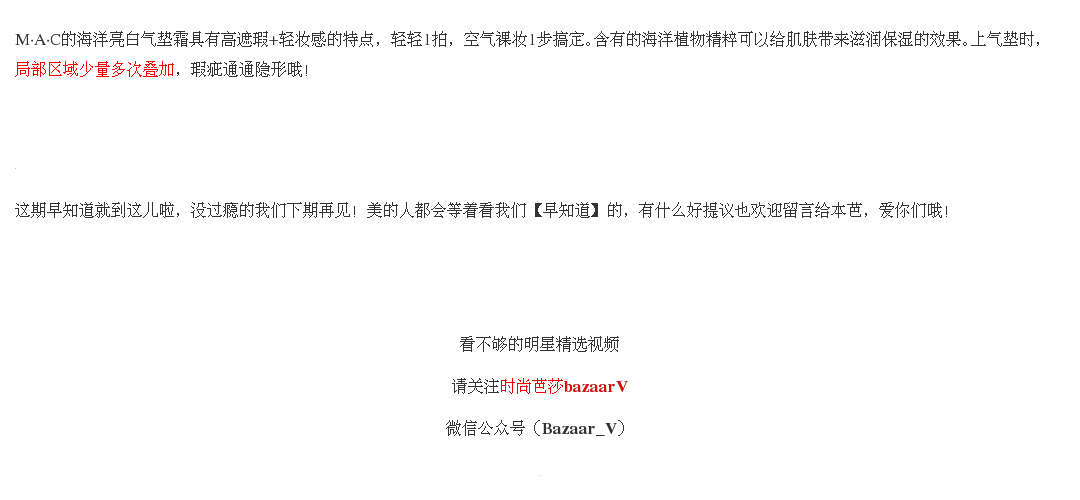 M·A·C的海洋亮白气垫霜具有高遮瑕+轻妆感的特点，轻轻1拍，空气裸妆1步搞定。含有的海洋植物精粹可以给肌肤带来滋润保湿的效果。上气垫时，
局部区域少量多次叠加，瑕疵通通隐形哦！
这期早知道就到这儿啦，没过瘾的我们下期再见！美的人都会等着看我们【早知道】的，有什么好提议也欢迎留言给本芭，爱你们哦！
看不够的明星精选视频
请关注时尚芭莎bazaarV
微信公众号（Bazaar_V）